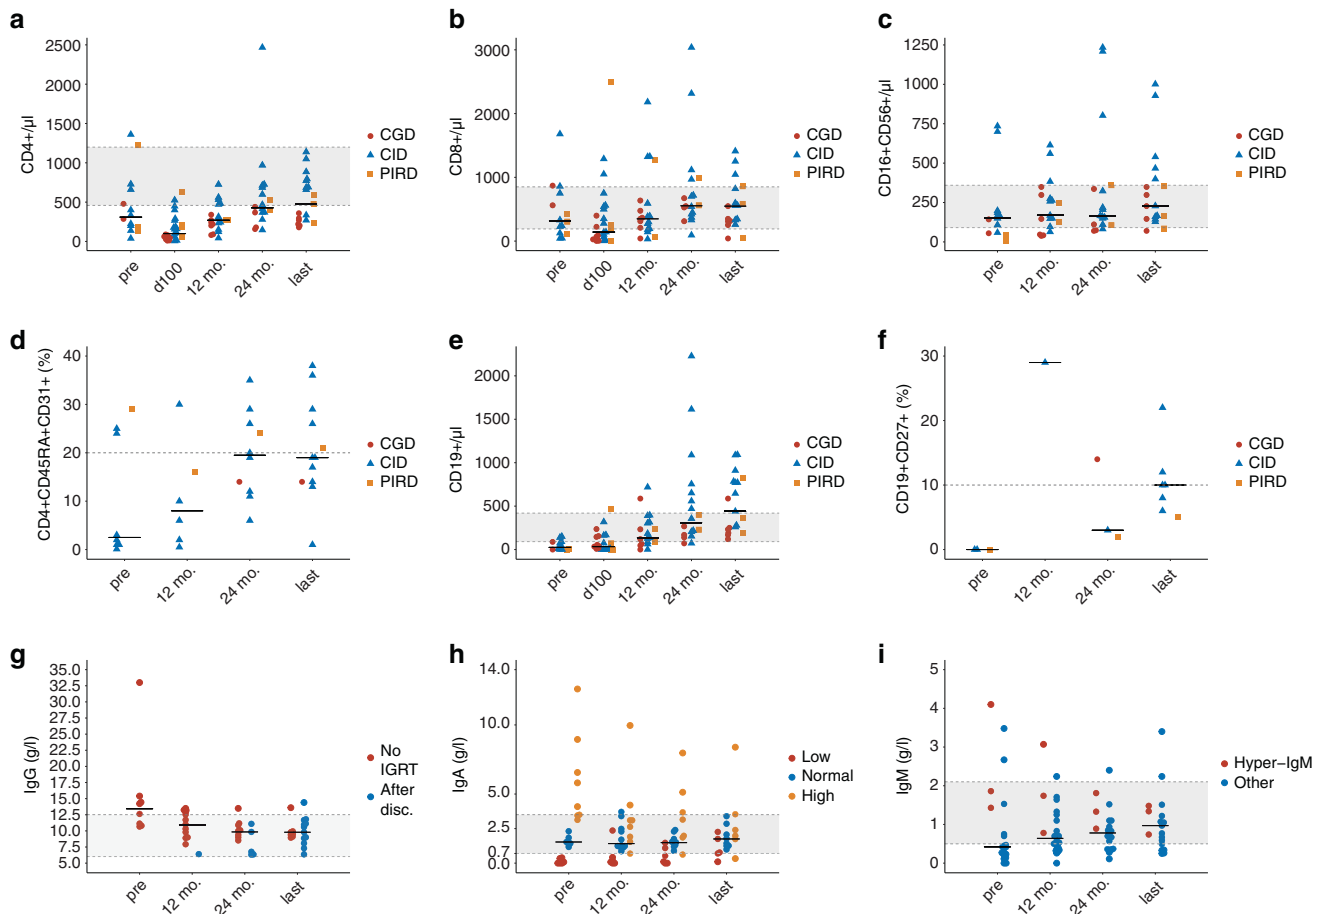 a
CD4+/µl
2500
2000
1500
1000
500
0
pre
d100
12 mo.
24 mo.
last
CGD
CID
PIRD
b
CD8+/µl
3000
2000
1000
0
pre
d100
12 mo.
24 mo.
last
CGD
CID
PIRD
c
CD16+CD56+/µl
1250
1000
750
500
250
0
pre
12 mo.
24 mo.
last
CGD
CID
PIRD
d
CD4+CD45RA+CD31+ (%)
40
30
20
10
0
pre
12 mo.
24 mo.
last
CGD
CID
PIRD
e
CD19+/µl
2000
1500
1000
500
0
pre
d100
12 mo.
24 mo.
last
CGD
CID
PIRD
f
CD19+CD27+ (%)
30
20
10
0
pre
12 mo.
24 mo.
last
CGD
CID
PIRD
g
IgG (g/l)
35.0
32.5
30.0
27.5
25.0
22.5
20.0
17.5
15.0
12.5
10.0
7.5
5.0
pre
12 mo.
24 mo.
last
No
IGRT
After
disc.
h
IgA (g/l)
14.0
10.0
5.0
2.5
0.7
0.0
pre
12 mo.
24 mo.
last
Low
Normal
High
i
IgM (g/l)
5
4
3
2
1
0
pre
12 mo.
24 mo.
last
Hyper−IgM
Other